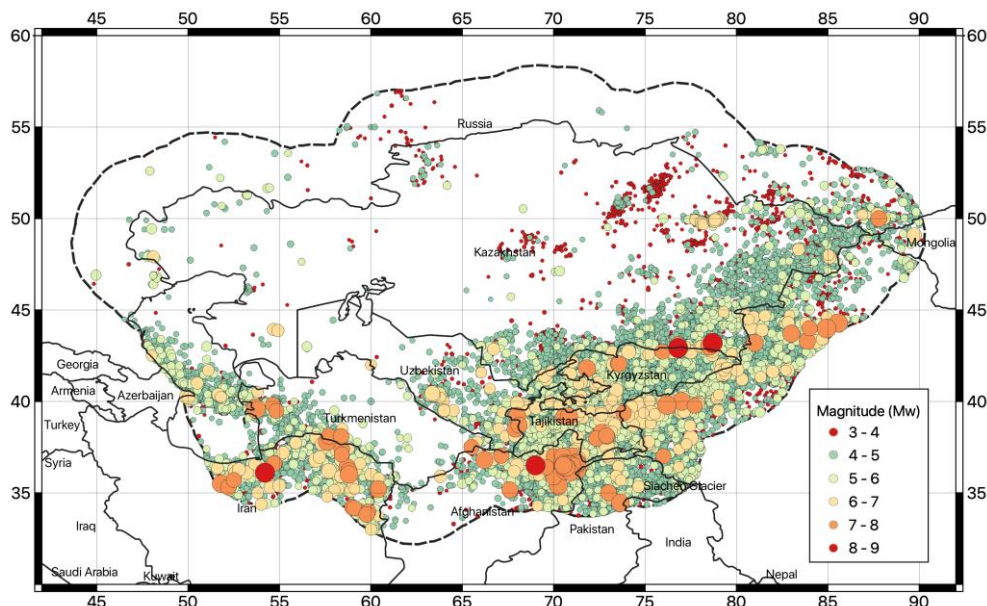 45 50 55 60 65 70 75 80 85 90
60 60
55 55
Russia
50 50
Mongolia
Kazakhstan
45 45
Georgia
Uzbekistan
Kyrgyzstan
Armenia Azerbaijan
40 40
Turkmenistan
Tajikistan
Turkey
Syria
Siachen Glacier
35 35
Iran
Afghanistan
Iraq
Pakistan
India
Saudi Arabia Kuwait
Nepal
Magnitude (Mw)
3 - 4
4 - 5
5 - 6
6 - 7
7 - 8
8 - 9
45 50 55 60 65 70 75 80 85 90